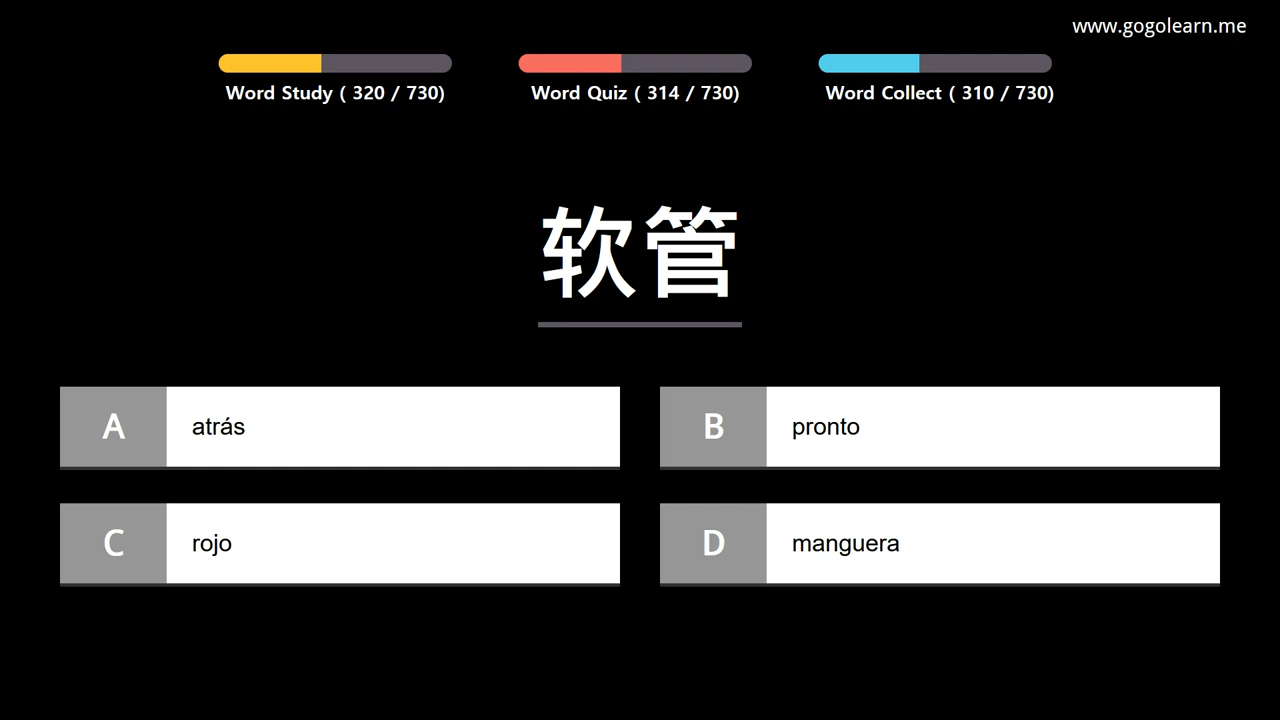 www.gogolearn.me
Word Study ( 320 / 730)
Word Quiz ( 314 / 730)
Word Collect ( 310 / 730)
软管
A atrás
B pronto
C rojo
D manguera